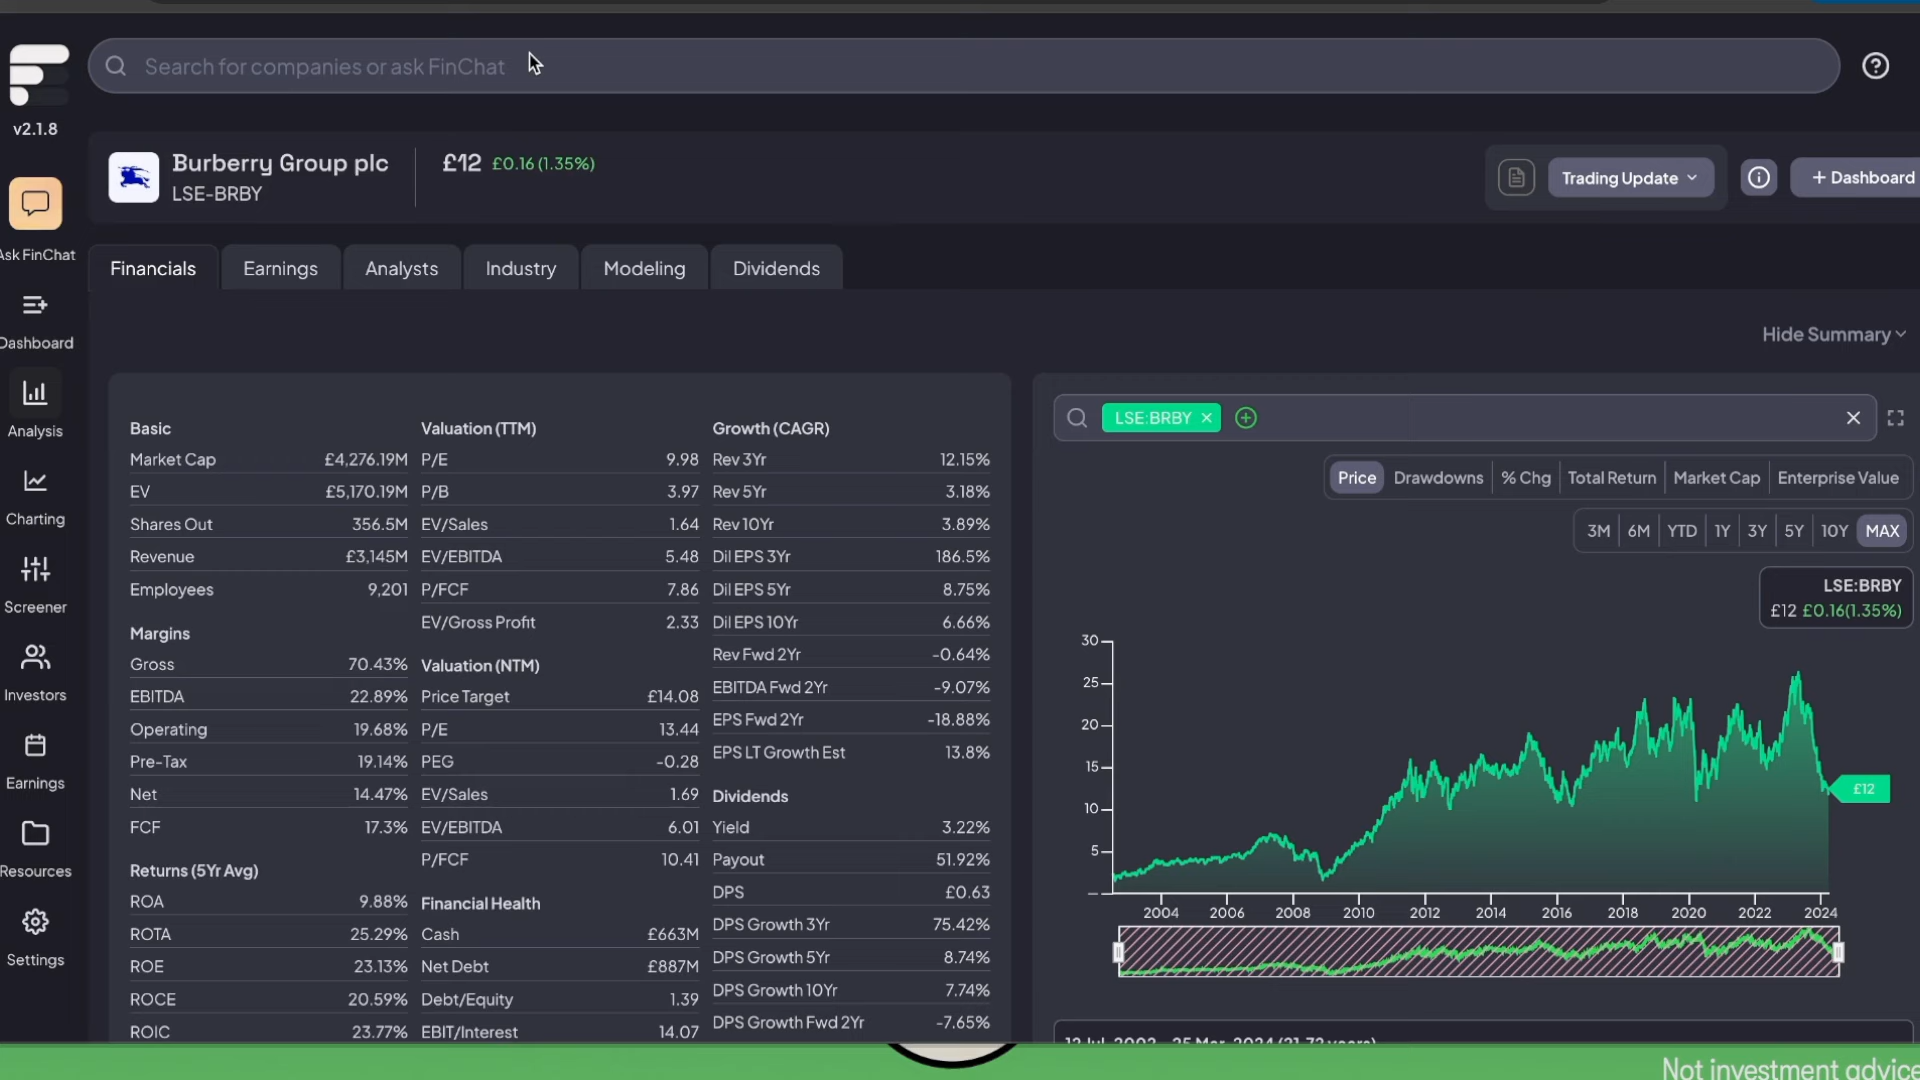 Search for companies or ask FinChat
v2.1.8
Burberry Group plc
LSE-BRBY
£12 £0.16 (1.35%)
Trading Update
+ Dashboard
Ask FinChat
Financials
Earnings
Analysts
Industry
Modeling
Dividends
Dashboard
Analysis
Charting
Screener
Investors
Earnings
Resources
Settings
Hide Summary
Basic
Market Cap £4,276.19M
EV £5,170.19M
Shares Out 356.5M
Revenue £3,145M
Employees 9,201
Margins
Gross 70.43%
EBITDA 22.89%
Operating 19.68%
Pre-Tax 19.14%
Net 14.47%
FCF 17.3%
Returns (5Yr Avg)
ROA 9.88%
ROTA 25.29%
ROE 23.13%
ROCE 20.59%
ROIC 23.77%
Valuation (TTM)
P/E 9.98
P/B 3.97
EV/Sales 1.64
EV/EBITDA 5.48
P/FCF 7.86
EV/Gross Profit 2.33
Valuation (NTM)
Price Target £14.08
P/E 13.44
PEG -0.28
EV/Sales 1.69
EV/EBITDA 6.01
P/FCF 10.41
Financial Health
Cash £663M
Net Debt £887M
Debt/Equity 1.39
EBIT/Interest 14.07
Growth (CAGR)
Rev 3Yr 12.15%
Rev 5Yr 3.18%
Rev 10Yr 3.89%
Dil EPS 3Yr 186.5%
Dil EPS 5Yr 8.75%
Dil EPS 10Yr 6.66%
Rev Fwd 2Yr -0.64%
EBITDA Fwd 2Yr -9.07%
EPS Fwd 2Yr -18.88%
EPS LT Growth Est 13.8%
Dividends
Yield 3.22%
Payout 51.92%
DPS £0.63
DPS Growth 3Yr 75.42%
DPS Growth 5Yr 8.74%
DPS Growth 10Yr 7.74%
DPS Growth Fwd 2Yr -7.65%
LSE:BRBY
Price Drawdowns % Chg Total Return Market Cap Enterprise Value
3M 6M YTD 1Y 3Y 5Y 10Y MAX
LSE:BRBY
£12 £0.16(1.35%)
30
25
20
15
10
5
£12
2004 2006 2008 2010 2012 2014 2016 2018 2020 2022 2024
12 Jul, 2002 - 25 Mar, 2024 (21.72 years)
Not investment advice